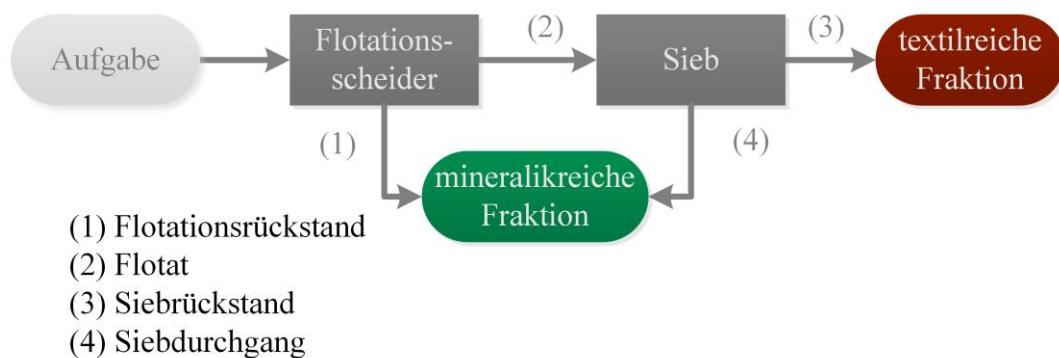 Aufgabe
Flotations-
scheider
(2)
Sieb
(3)
textilreiche
Fraktion
(1)
(4)
mineralikreiche
Fraktion
(1) Flotationsrückstand
(2) Flotat
(3) Siebrückstand
(4) Siebdurchgang